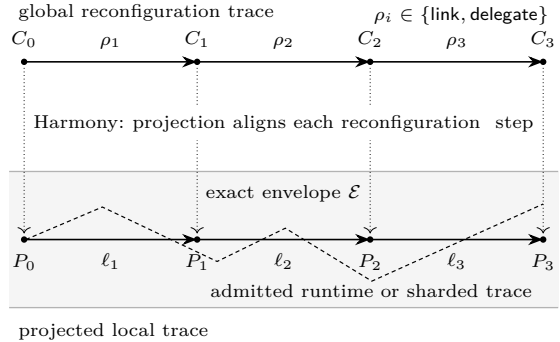 global reconfiguration trace
ρ₁ ρ₂ ρ₃ ρᵢ ∈ {link, delegate}
C₀ C₁ C₂ C₃
Harmony: projection aligns each reconfiguration step
exact envelope ℰ
P₀ ℓ₁ P₁ ℓ₂ P₂ ℓ₃ P₃
admitted runtime or sharded trace
projected local trace